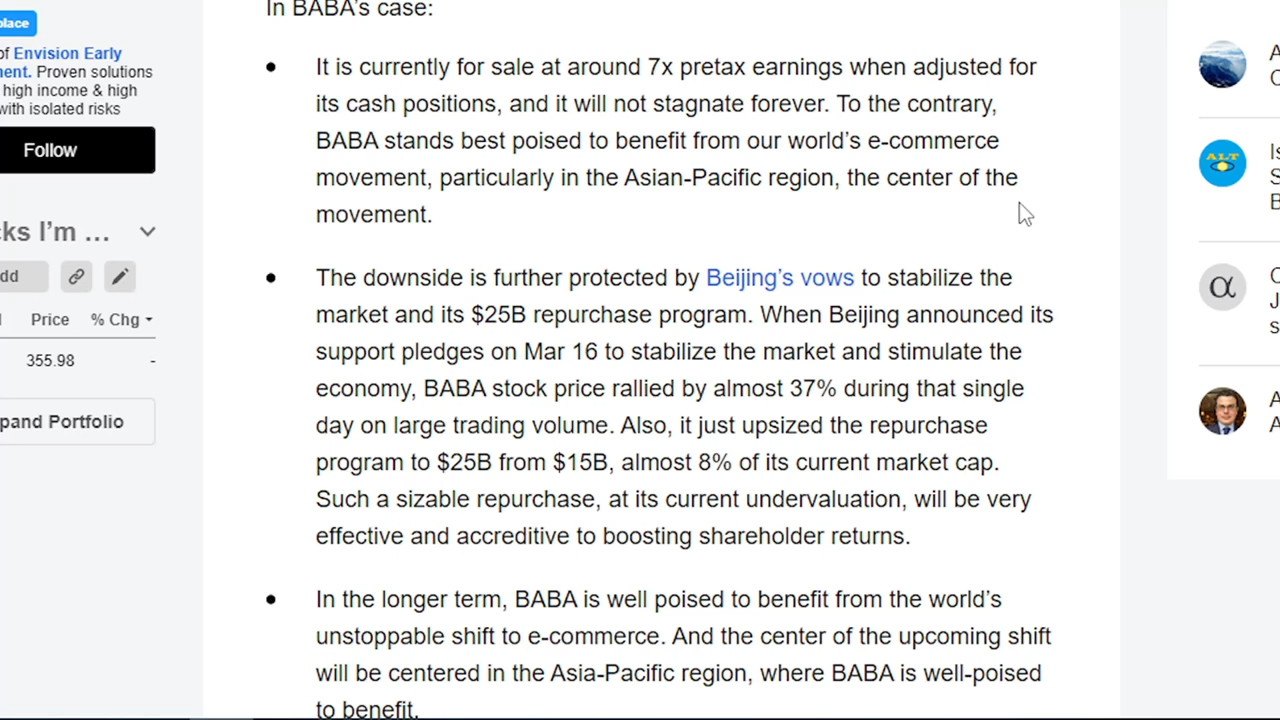 In BABA's case:
place
of Envision Early
ment. Proven solutions
high income & high
with isolated risks
Follow
cks I'm ...
dd
Price
% Chg
355.98
-
pand Portfolio
It is currently for sale at around 7x pretax earnings when adjusted for
its cash positions, and it will not stagnate forever. To the contrary,
BABA stands best poised to benefit from our world's e-commerce
movement, particularly in the Asian-Pacific region, the center of the
movement.
The downside is further protected by Beijing's vows to stabilize the
market and its $25B repurchase program. When Beijing announced its
support pledges on Mar 16 to stabilize the market and stimulate the
economy, BABA stock price rallied by almost 37% during that single
day on large trading volume. Also, it just upsized the repurchase
program to $25B from $15B, almost 8% of its current market cap.
Such a sizable repurchase, at its current undervaluation, will be very
effective and accreditive to boosting shareholder returns.
In the longer term, BABA is well poised to benefit from the world's
unstoppable shift to e-commerce. And the center of the upcoming shift
will be centered in the Asia-Pacific region, where BABA is well-poised
to benefit.
ALT
α